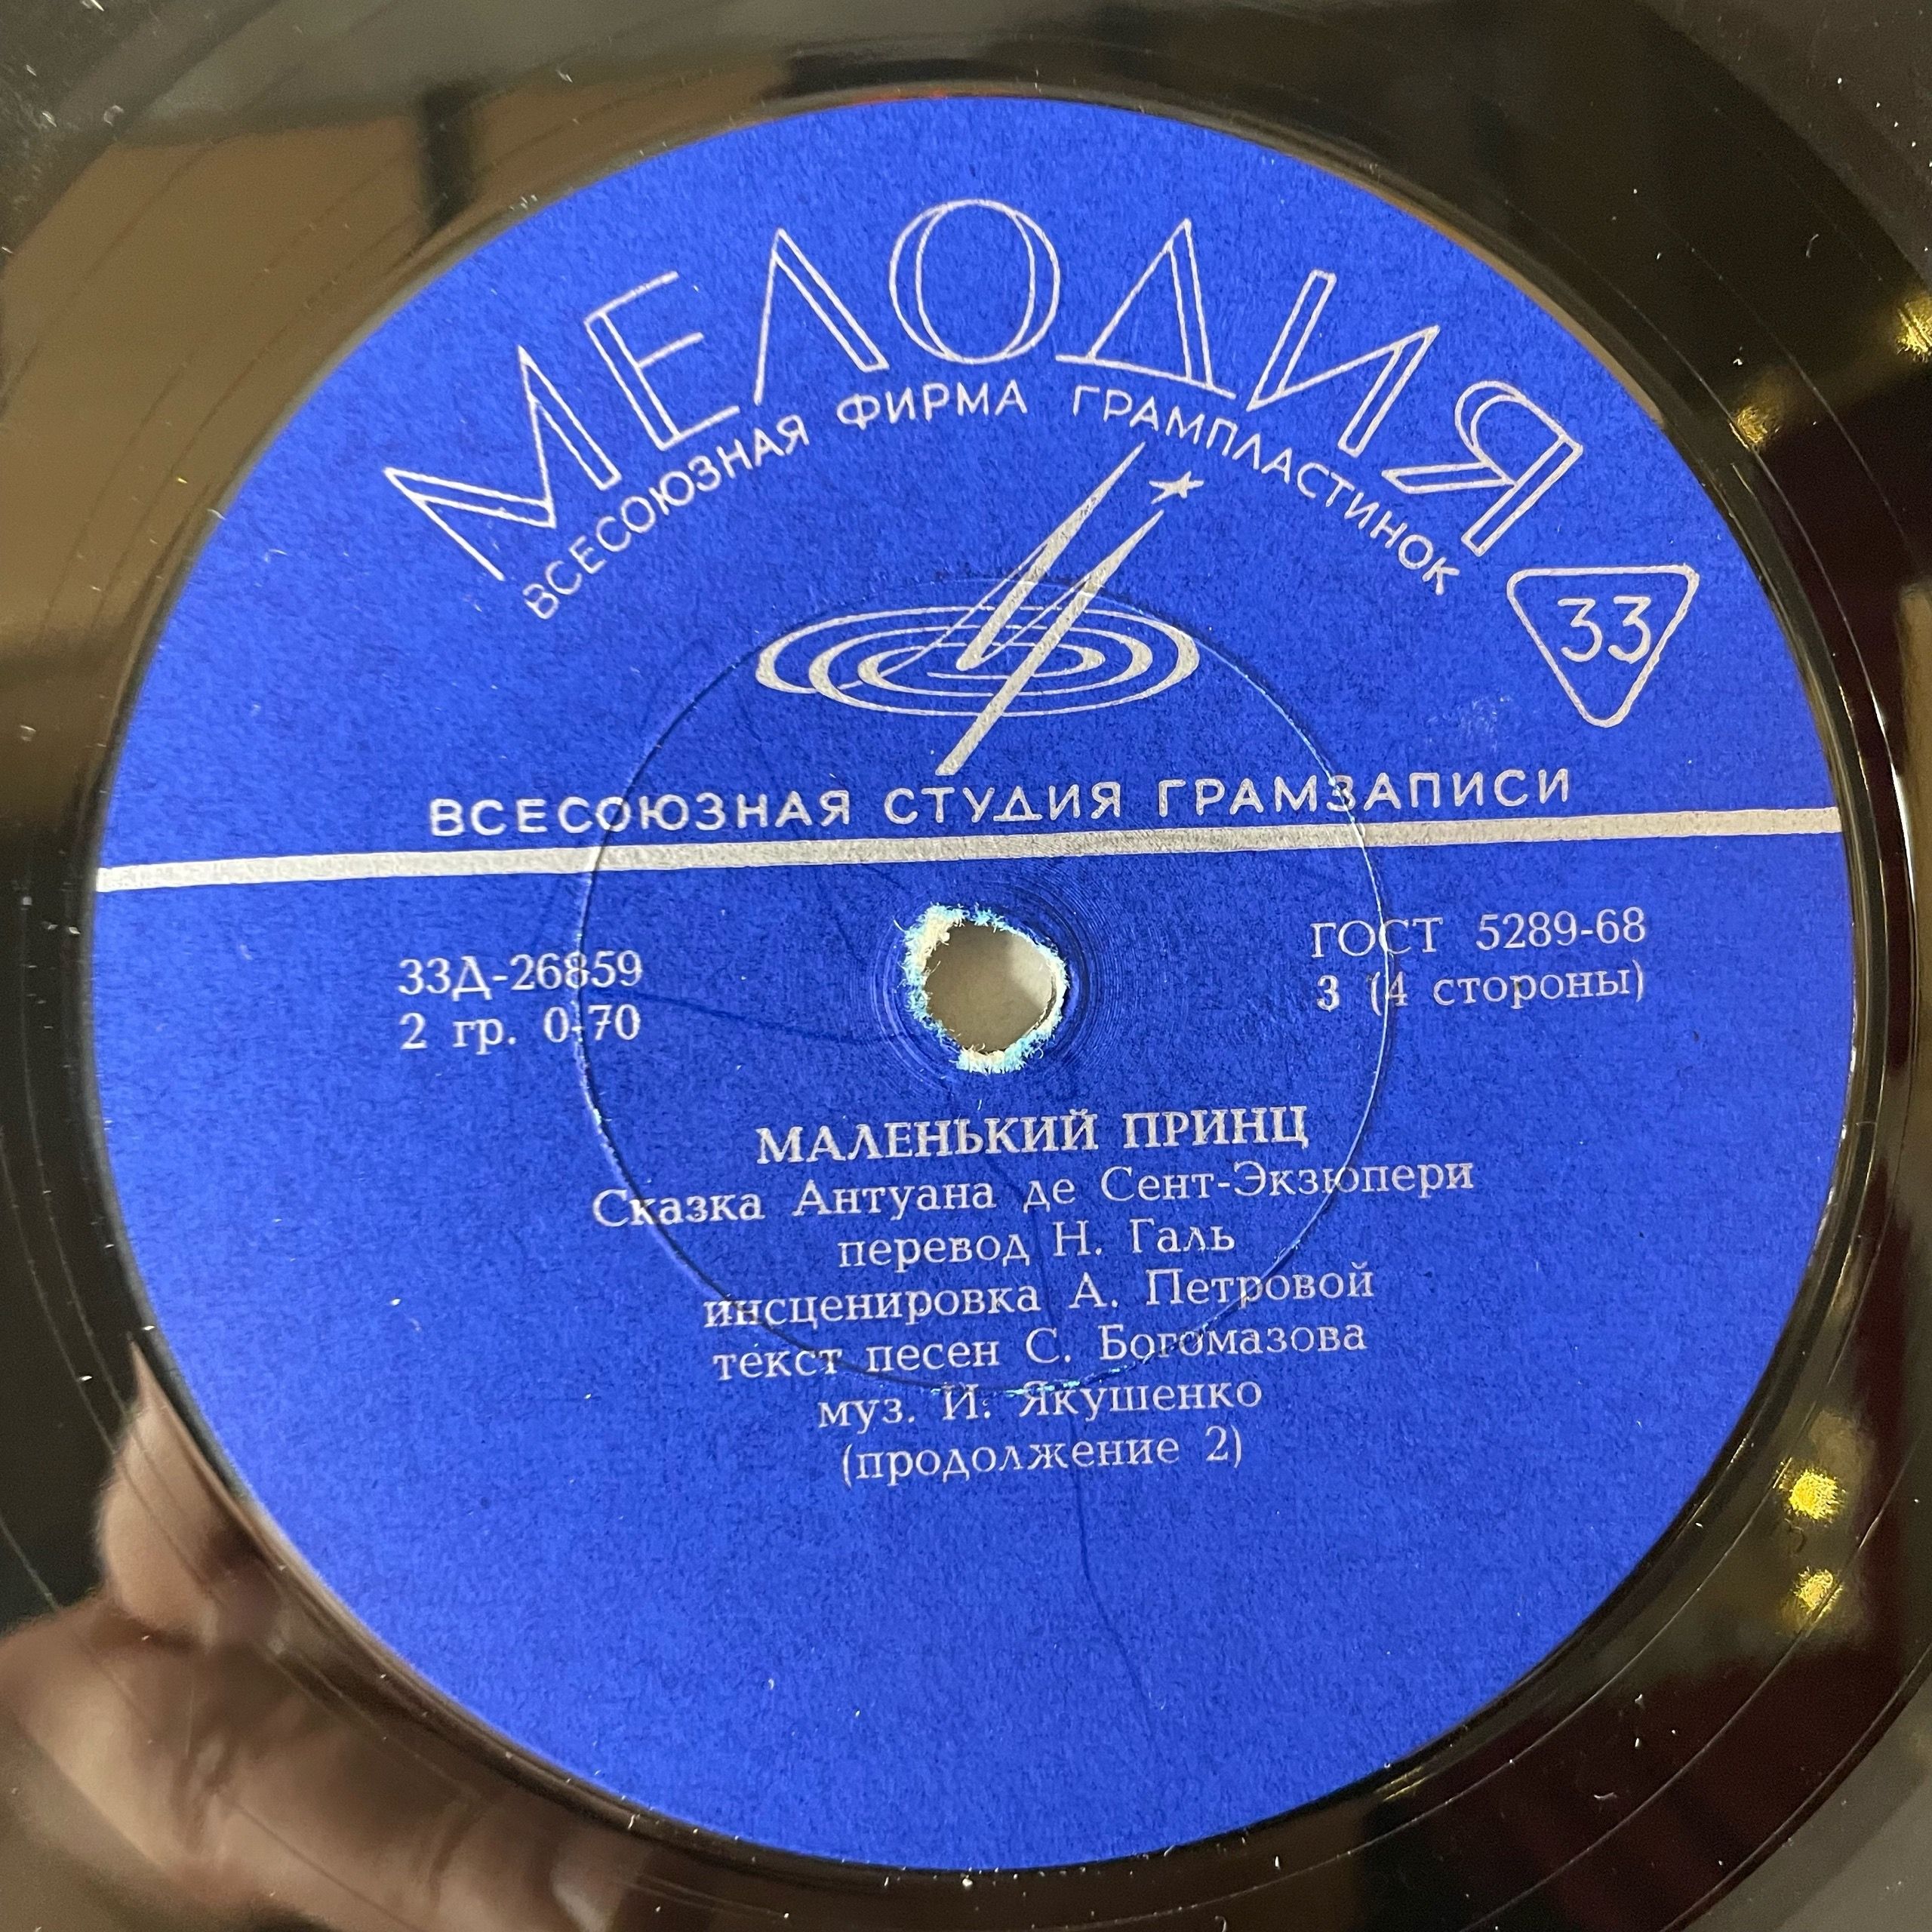 МЕЛОДИЯ
ВСЕСОЮЗНАЯ ФИРМА ГРАМПЛАСТИНОК
33
ВСЕСОЮЗНАЯ СТУДИЯ ГРАМЗАПИСИ
33Д-26859
2 гр. 0-70
ГОСТ 5289-68
3 (4 стороны)
МАЛЕНЬКИЙ ПРИНЦ
Сказка Антуана де Сент-Экзюпери
перевод Н. Галь
инсценировка А. Петровой
текст песен С. Богомазова
муз. И. Якушенко
(продолжение 2)